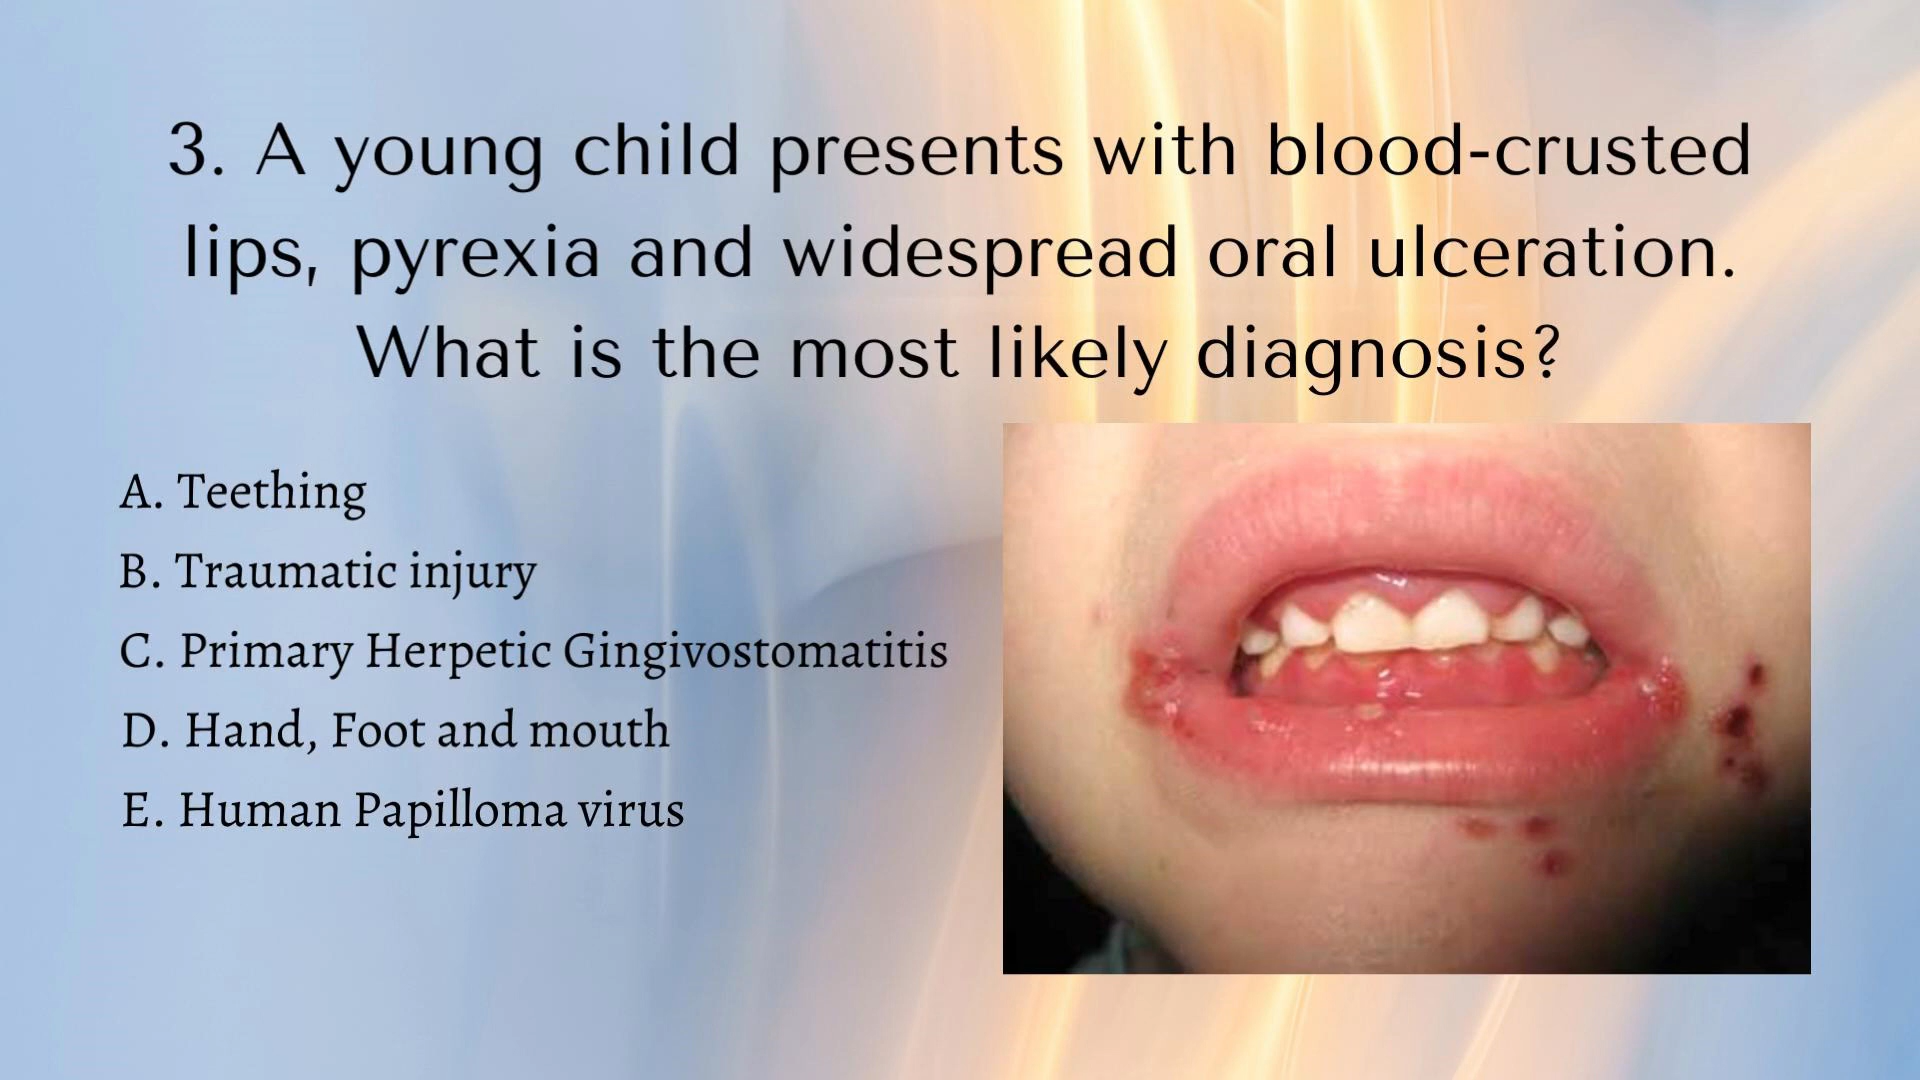 3. A young child presents with blood-crusted
lips, pyrexia and widespread oral ulceration.
What is the most likely diagnosis?
A. Teething
B. Traumatic injury
C. Primary Herpetic Gingivostomatitis
D. Hand, Foot and mouth
E. Human Papilloma virus